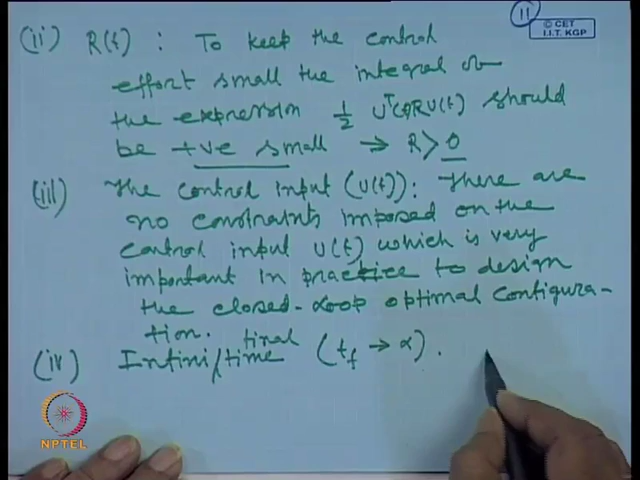 11
© CET
I.I.T. KGP
(ii) R(t) : To keep the control
effort small the integral
the expression 1/2 Uᵀ(t)RU(t) should
be +ve small → R>0
(iii) The control input (U(t)): There are
no constraints imposed on the
control input U(t) which is very
important in practice to design
the closed-loop optimal configura-
tion.
(iv) Infini/time final (t_f → α).
NPTEL